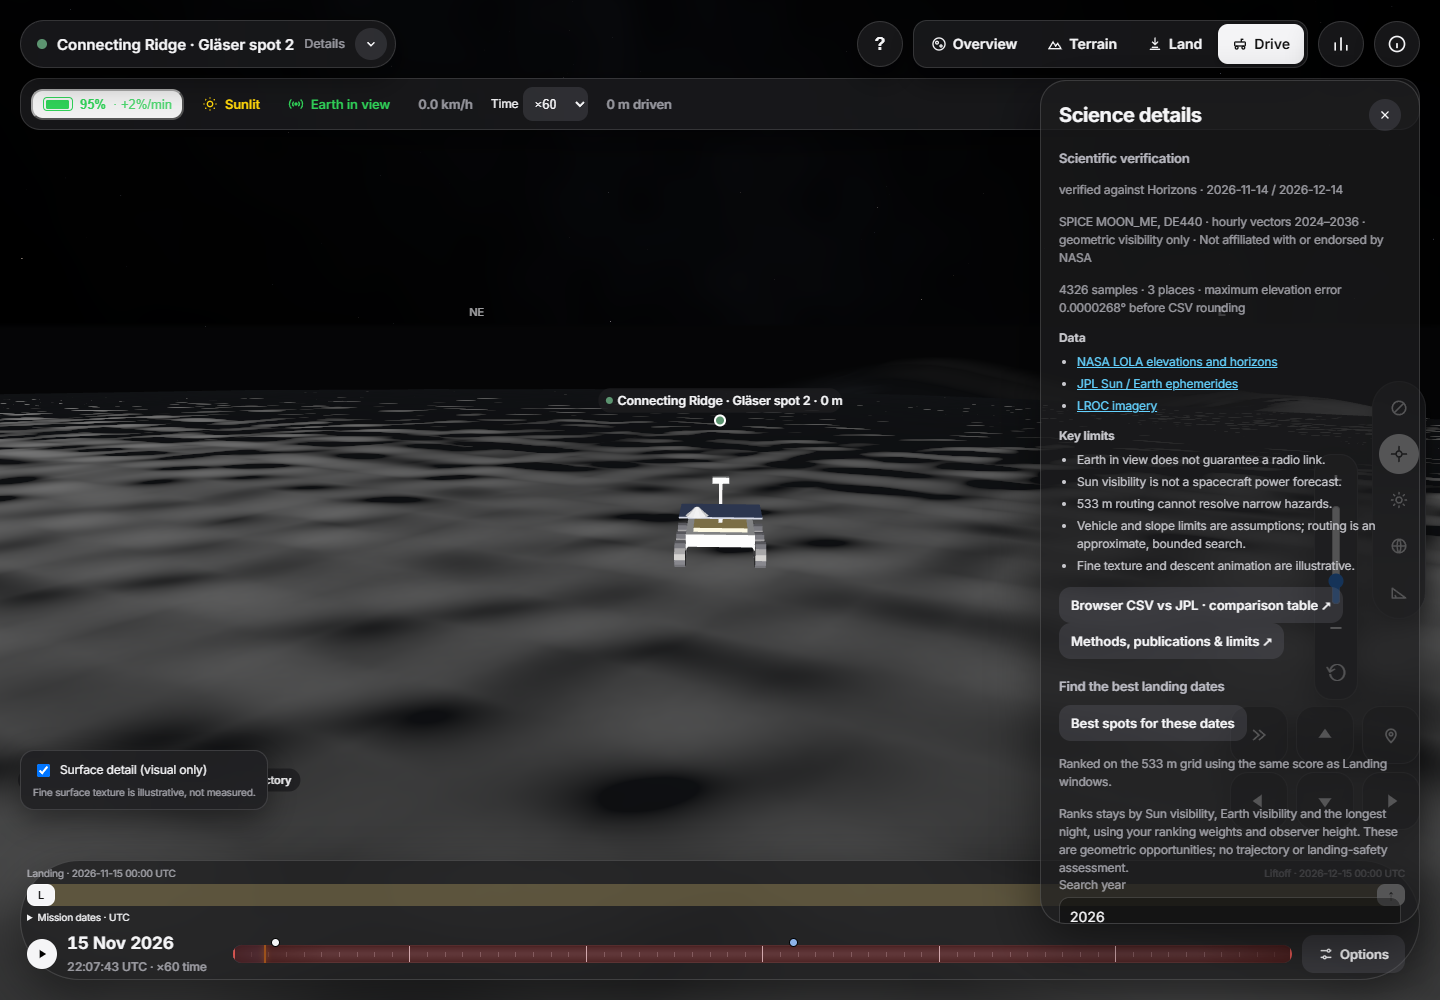 Connecting Ridge · Gläser spot 2 Details
?
Overview
Terrain
Land
Drive
95% · +2%/min
Sunlit
Earth in view
0.0 km/h
Time ×60
0 m driven
NE
Connecting Ridge · Gläser spot 2 · 0 m
Science details
Scientific verification
verified against Horizons · 2026-11-14 / 2026-12-14
SPICE MOON_ME, DE440 · hourly vectors 2024–2036 ·
geometric visibility only · Not affiliated with or endorsed by
NASA
4326 samples · 3 places · maximum elevation error
0.0000268° before CSV rounding
Data
• NASA LOLA elevations and horizons
• JPL Sun / Earth ephemerides
• LROC imagery
Key limits
• Earth in view does not guarantee a radio link.
• Sun visibility is not a spacecraft power forecast.
• 533 m routing cannot resolve narrow hazards.
• Vehicle and slope limits are assumptions; routing is an
approximate, bounded search.
• Fine texture and descent animation are illustrative.
Browser CSV vs JPL · comparison table ↗
Methods, publications & limits ↗
Find the best landing dates
Best spots for these dates
Ranked on the 533 m grid using the same score as Landing
windows.
Ranks stays by Sun visibility, Earth visibility and the longest
night, using your ranking weights and observer height. These
are geometric opportunities; no trajectory or landing-safety
assessment.
Search year
2026
Surface detail (visual only)
Fine surface texture is illustrative, not measured.
ctory
Landing · 2026-11-15 00:00 UTC
Liftoff · 2026-12-15 00:00 UTC
L
Mission dates · UTC
15 Nov 2026
22:07:43 UTC · ×60 time
Options